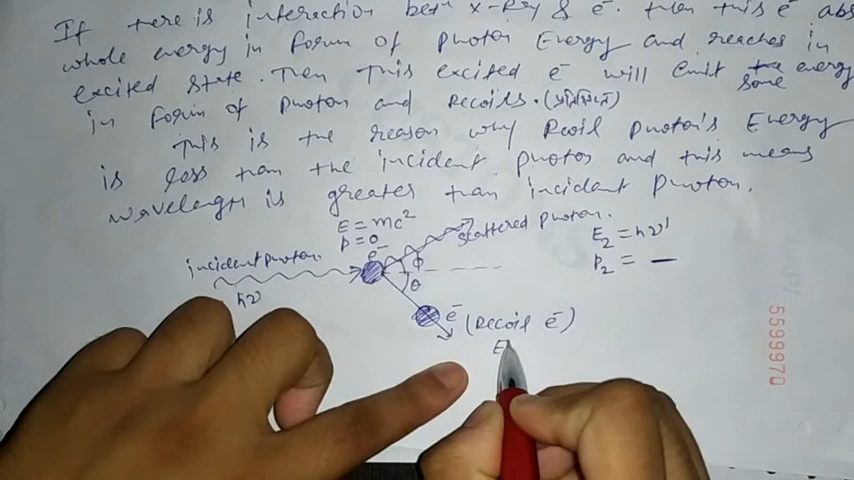 If there is interaction betn x-Ray & e⁻. then this e⁻ abs
whole energy in form of photon Energy and reaches in
excited state. Then this excited e⁻ will emit some energy
in form of photon and recoils.
This is the reason why Recoil photon's Energy
is less than the incident photon and this means
wavelength is greater than incident photon.
E = mc²
p = 0
e⁻
scattered photon.
E₂ = hν'
P₂ = —
incident photon
hν
ϕ
θ
e⁻ (Recoil e⁻)
E
5599970